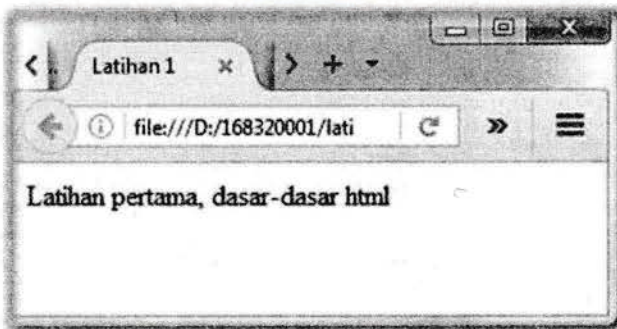 Latihan 1
file:///D:/168320001/lati
Latihan pertama, dasar-dasar html